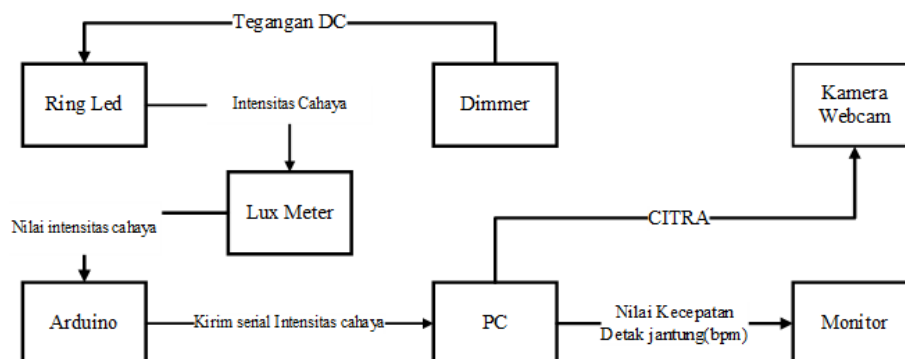 Tegangan DC
Ring Led
Intensitas Cahaya
Dimmer
Kamera
Webcam
Lux Meter
Nilai intensitas cahaya
CITRA
Arduino
Kirim serial Intensitas cahaya
PC
Nilai Kecepatan
Detak jantung(bpm)
Monitor